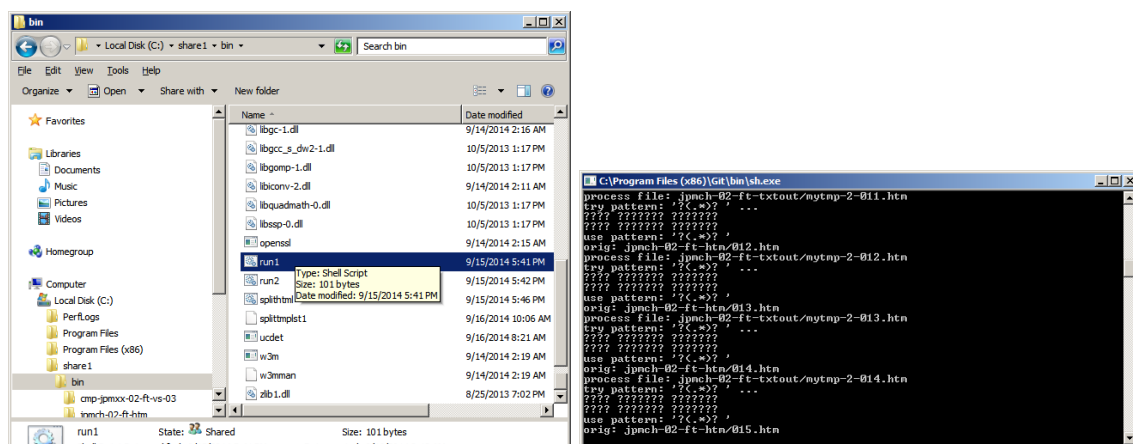 bin
Local Disk (C:) share1 bin
Search bin
File Edit View Tools Help
Organize Open Share with New folder
Favorites
Libraries
Documents
Music
Pictures
Videos
Homegroup
Computer
Local Disk (C:)
PerfLogs
Program Files
Program Files (x86)
share1
bin
cmp-jpmxx-02-ft-vs-03
jpmch-02-ft-htm
Name Date modified
libgc-1.dll 9/14/2014 2:16 AM
libgcc_s_dw2-1.dll 10/5/2013 1:17 PM
libgomp-1.dll 10/5/2013 1:17 PM
libiconv-2.dll 9/14/2014 2:11 AM
libquadmath-0.dll 10/5/2013 1:17 PM
libssp-0.dll 10/5/2013 1:17 PM
openssl 9/14/2014 2:15 AM
run1 9/15/2014 5:41 PM
run2 9/15/2014 5:42 PM
splithtml 9/15/2014 5:46 PM
splittmplst1 9/16/2014 10:06 AM
ucdet 9/16/2014 8:21 AM
w3m 9/14/2014 2:19 AM
w3mman 9/14/2014 2:19 AM
zlib1.dll 8/25/2013 7:02 PM
Type: Shell Script
Size: 101 bytes
Date modified: 9/15/2014 5:41 PM
run1 State: Shared Size: 101 bytes
C:\Program Files (x86)\Git\bin\sh.exe
process file: jpmch-02-ft-txtout/mytmp-2-011.htm
try pattern: '?(.*)? ' ...
???? ??????? ???????
???? ??????? ???????
use pattern: '?(.*)? '
orig: jpmch-02-ft-htm/012.htm
process file: jpmch-02-ft-txtout/mytmp-2-012.htm
try pattern: '?(.*)? ' ...
???? ??????? ???????
???? ??????? ???????
use pattern: '?(.*)? '
orig: jpmch-02-ft-htm/013.htm
process file: jpmch-02-ft-txtout/mytmp-2-013.htm
try pattern: '?(.*)? ' ...
???? ??????? ???????
???? ??????? ???????
use pattern: '?(.*)? '
orig: jpmch-02-ft-htm/014.htm
process file: jpmch-02-ft-txtout/mytmp-2-014.htm
try pattern: '?(.*)? ' ...
???? ??????? ???????
???? ??????? ???????
use pattern: '?(.*)? '
orig: jpmch-02-ft-htm/015.htm